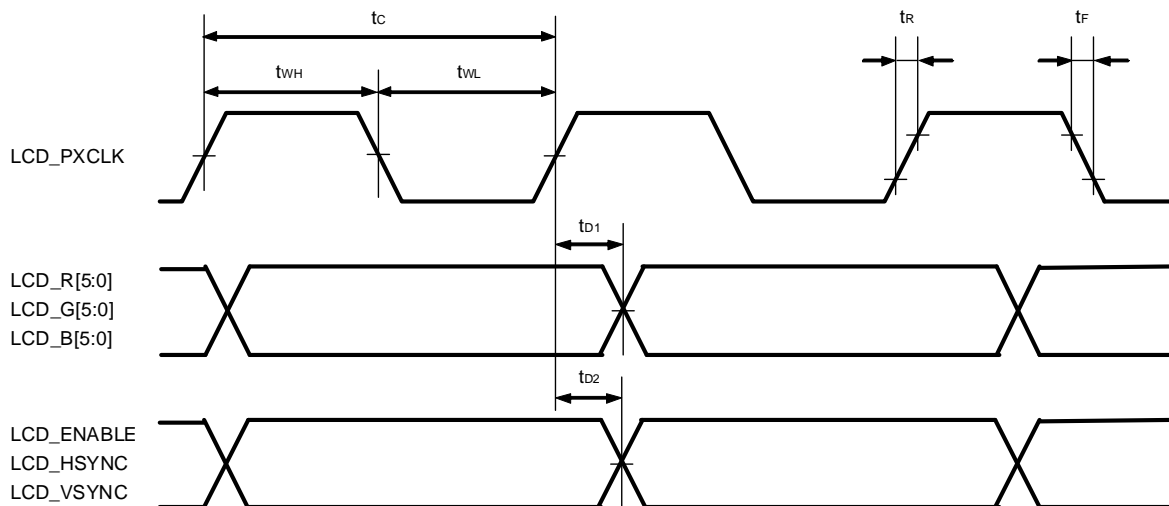 tC
tR
tF
tWH
tWL
LCD_PXCLK
tD1
LCD_R[5:0]
LCD_G[5:0]
LCD_B[5:0]
tD2
LCD_ENABLE
LCD_HSYNC
LCD_VSYNC